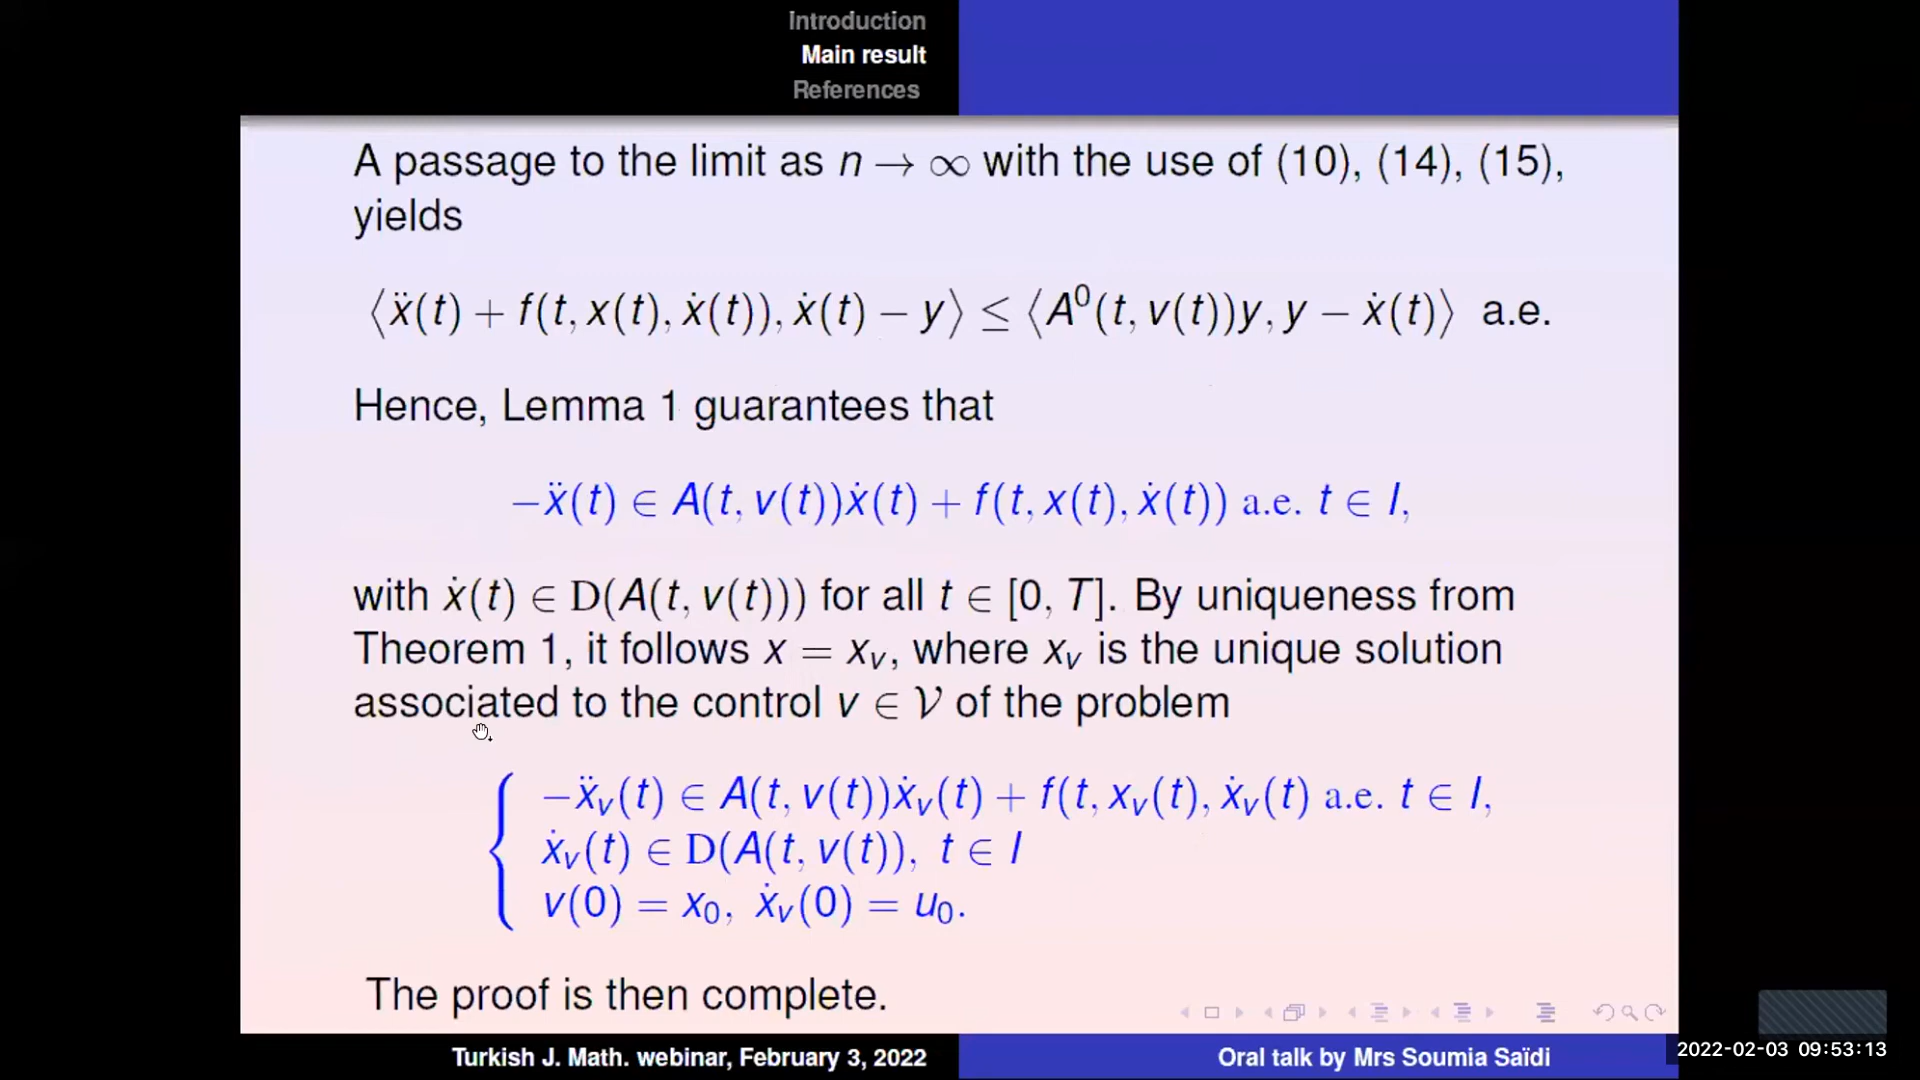 Introduction
Main result
References
A passage to the limit as n → ∞ with the use of (10), (14), (15),
yields
⟨ẍ(t) + f(t, x(t), ẋ(t)), ẋ(t) − y⟩ ≤ ⟨A⁰(t, v(t))y, y − ẋ(t)⟩ a.e.
Hence, Lemma 1 guarantees that
−ẍ(t) ∈ A(t, v(t))ẋ(t) + f(t, x(t), ẋ(t)) a.e. t ∈ I,
with ẋ(t) ∈ D(A(t, v(t))) for all t ∈ [0, T]. By uniqueness from
Theorem 1, it follows x = xᵥ, where xᵥ is the unique solution
associated to the control v ∈ 𝒱 of the problem
−ẍᵥ(t) ∈ A(t, v(t))ẋᵥ(t) + f(t, xᵥ(t), ẋᵥ(t) a.e. t ∈ I,
ẋᵥ(t) ∈ D(A(t, v(t)), t ∈ I
v(0) = x₀, ẋᵥ(0) = u₀.
The proof is then complete.
Turkish J. Math. webinar, February 3, 2022
Oral talk by Mrs Soumia Saïdi
2022-02-03 09:53:13